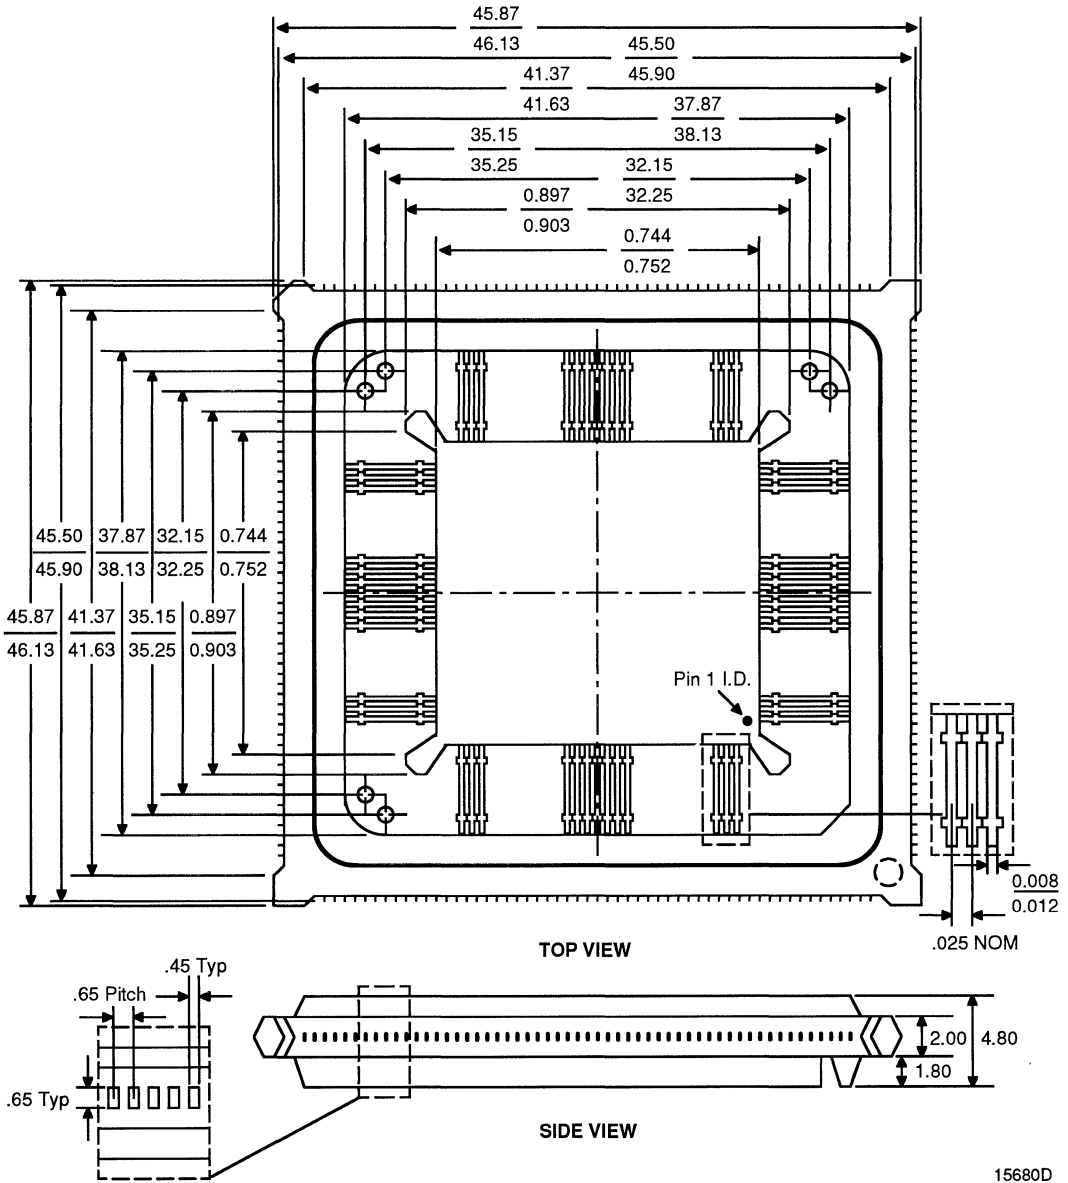 45.87
46.13
45.50
45.90
41.37
41.63
37.87
38.13
35.15
35.25
32.15
32.25
0.897
0.903
0.744
0.752
45.50 37.87 32.15 0.744
45.90 38.13 32.25 0.752
45.87 41.37 35.15 0.897
46.13 41.63 35.25 0.903
Pin 1 I.D.
0.008
0.012
.025 NOM
TOP VIEW
.45 Typ
.65 Pitch
.65 Typ
2.00 4.80
1.80
SIDE VIEW
15680D